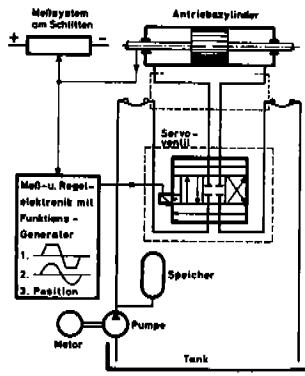 Meßsystem
am Schlitten
+ -
Antriebszylinder
Servo-
ventil
Meß-u. Regel-
elektronik mit
Funktions-
Generator
1.
2.
3. Position
Speicher
Pumpe
Motor
Tank